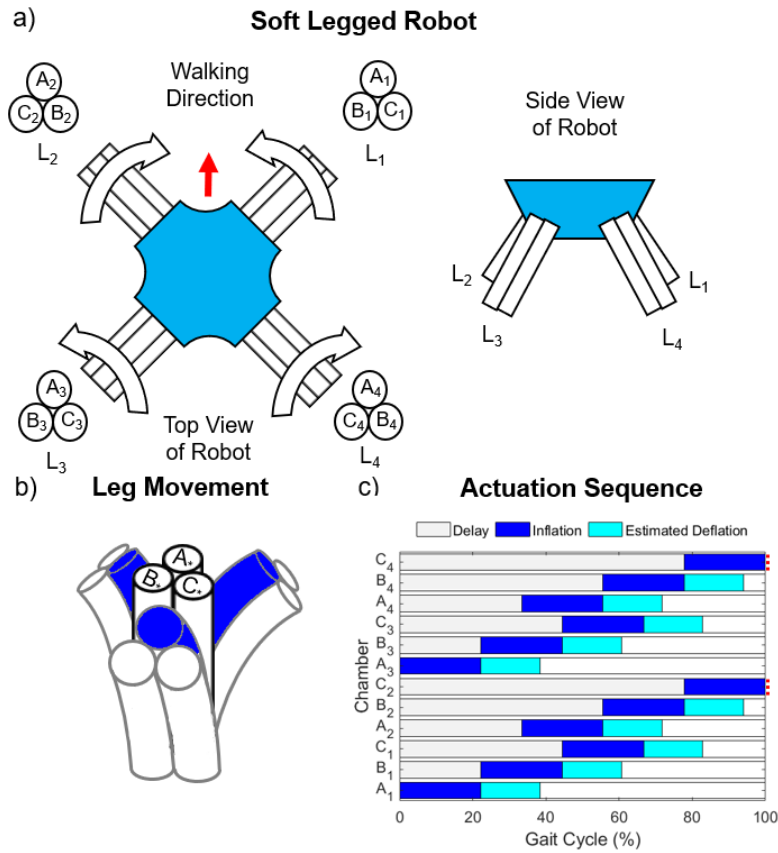 a)
Soft Legged Robot
Walking
Direction
A2
C2 B2
L2
A1
B1 C1
L1
Side View
of Robot
L2
L3
L1
L4
A3
B3 C3
L3
Top View
of Robot
A4
C4 B4
L4
b)
Leg Movement
A*
B* C*
c)
Actuation Sequence
Delay Inflation Estimated Deflation
Chamber
C4
B4
A4
C3
B3
A3
C2
B2
A2
C1
B1
A1
0 20 40 60 80 100
Gait Cycle (%)